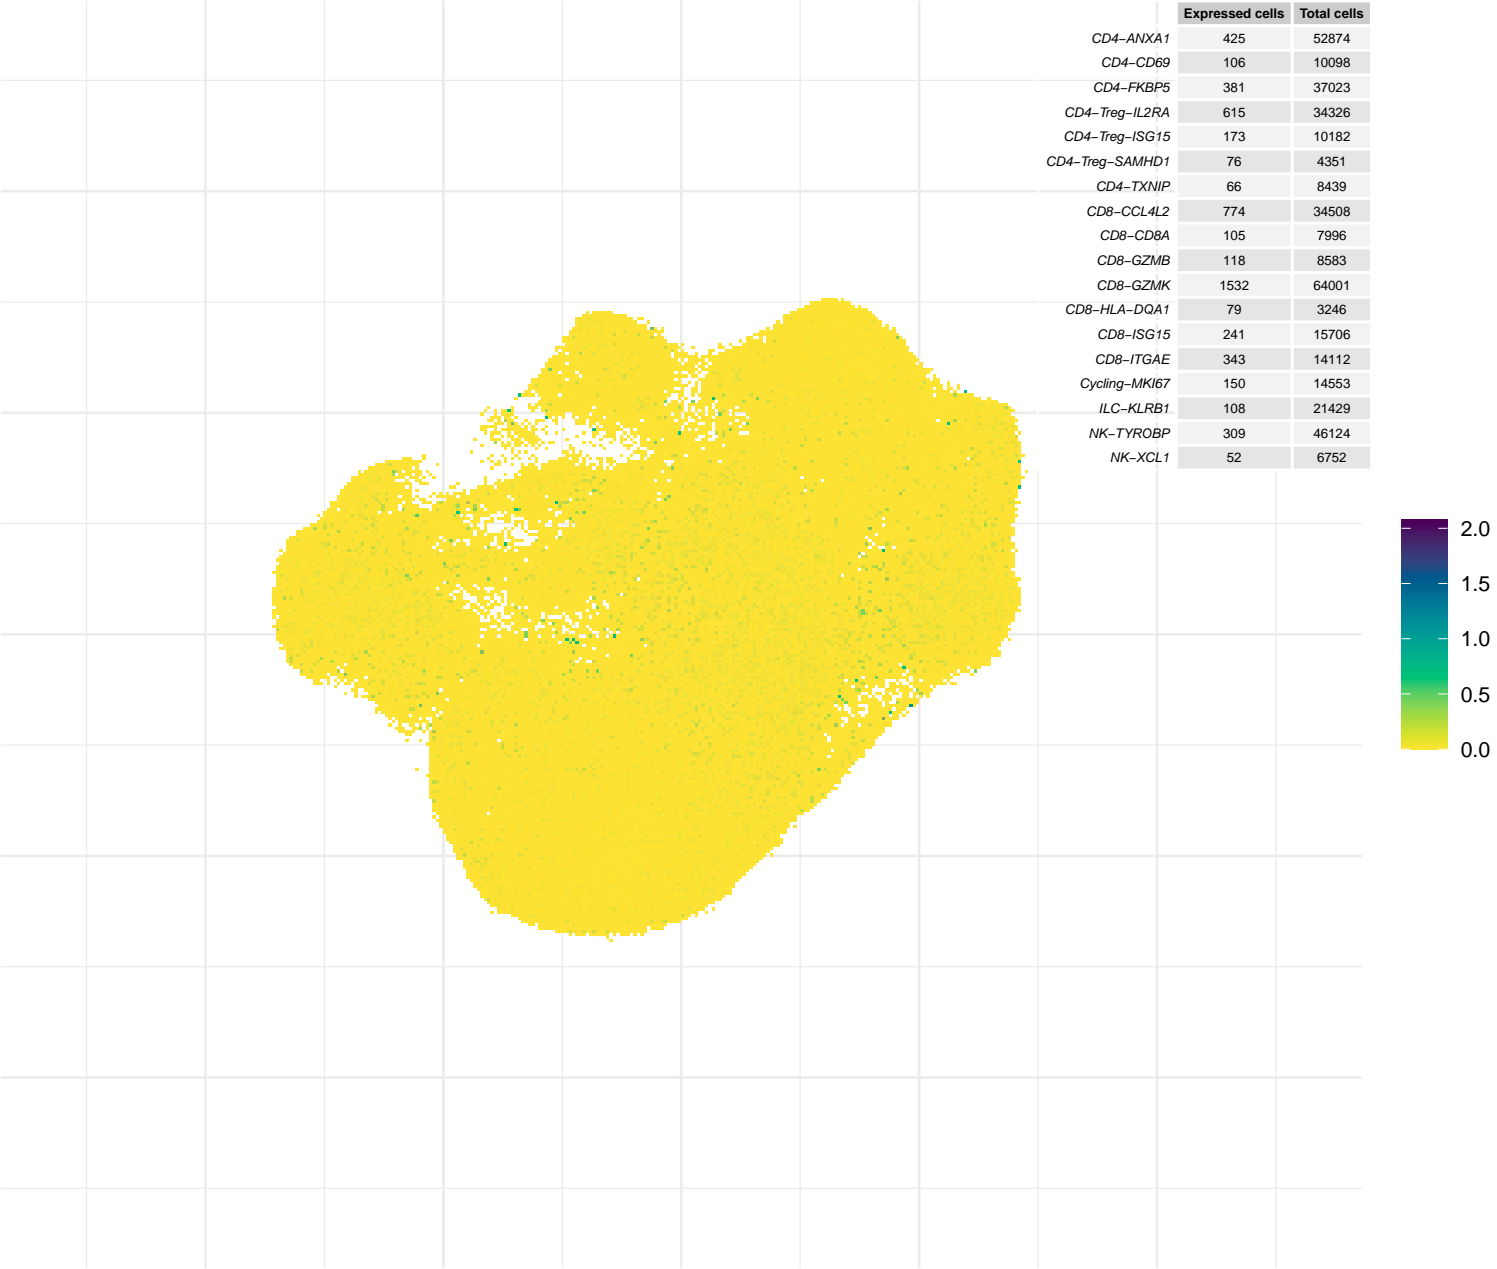 Expressed cells Total cells
CD4−ANXA1 425 52874
CD4−CD69 106 10098
CD4−FKBP5 381 37023
CD4−Treg−IL2RA 615 34326
CD4−Treg−ISG15 173 10182
CD4−Treg−SAMHD1 76 4351
CD4−TXNIP 66 8439
CD8−CCL4L2 774 34508
CD8−CD8A 105 7996
CD8−GZMB 118 8583
CD8−GZMK 1532 64001
CD8−HLA−DQA1 79 3246
CD8−ISG15 241 15706
CD8−ITGAE 343 14112
Cycling−MKI67 150 14553
ILC−KLRB1 108 21429
NK−TYROBP 309 46124
NK−XCL1 52 6752
2.0
1.5
1.0
0.5
0.0